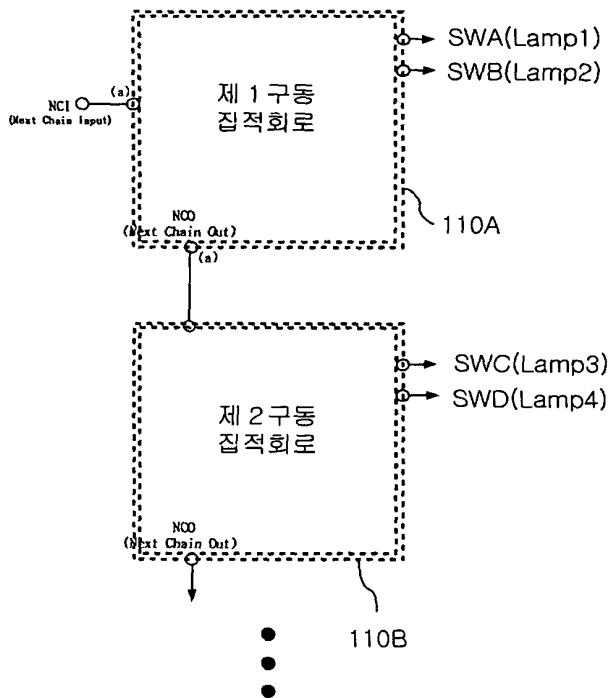 SWA(Lamp1)
SWB(Lamp2)
(a)
NCI
(Next Chain Input)
제 1 구동
집적회로
NCO
(Next Chain Out)
(a)
110A
SWC(Lamp3)
SWD(Lamp4)
제 2 구동
집적회로
NCO
(Next Chain Out)
110B